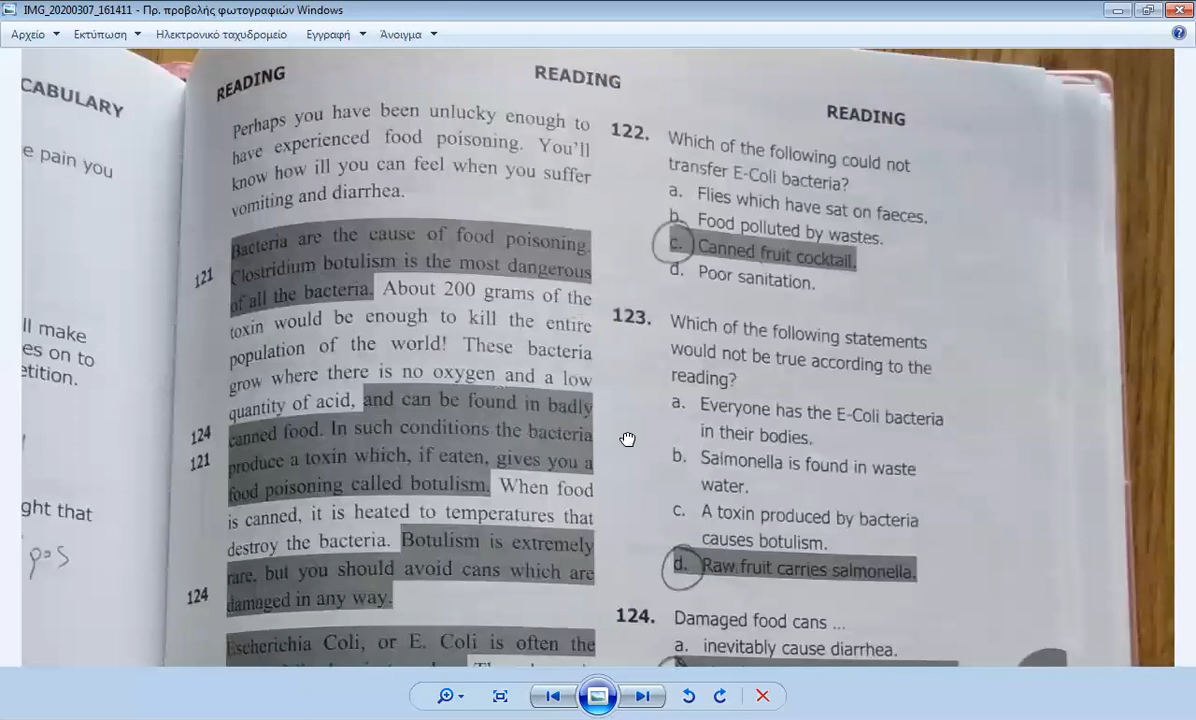 IMG_20200307_161411 - Πρ. προβολής φωτογραφιών Windows
Αρχείο Εκτύπωση Ηλεκτρονικό ταχυδρομείο Εγγραφή Άνοιγμα
CABULARY
e pain you
ll make
es on to
etition.
ght that
pos
READING
Perhaps you have been unlucky enough to
have experienced food poisoning. You'll
know how ill you can feel when you suffer
vomiting and diarrhea.
Bacteria are the cause of food poisoning.
121 Clostridium botulism is the most dangerous
of all the bacteria. About 200 grams of the
toxin would be enough to kill the entire
population of the world! These bacteria
grow where there is no oxygen and a low
quantity of acid, and can be found in badly
124 canned food. In such conditions the bacteria
121 produce a toxin which, if eaten, gives you a
food poisoning called botulism. When food
is canned, it is heated to temperatures that
destroy the bacteria. Botulism is extremely
rare, but you should avoid cans which are
124 damaged in any way.
Escherichia Coli, or E. Coli is often the
READING
READING
122. Which of the following could not
transfer E-Coli bacteria?
a. Flies which have sat on faeces.
b. Food polluted by wastes.
c. Canned fruit cocktail.
d. Poor sanitation.
123. Which of the following statements
would not be true according to the
reading?
a. Everyone has the E-Coli bacteria
in their bodies.
b. Salmonella is found in waste
water.
c. A toxin produced by bacteria
causes botulism.
d. Raw fruit carries salmonella.
124. Damaged food cans ...
a. inevitably cause diarrhea.